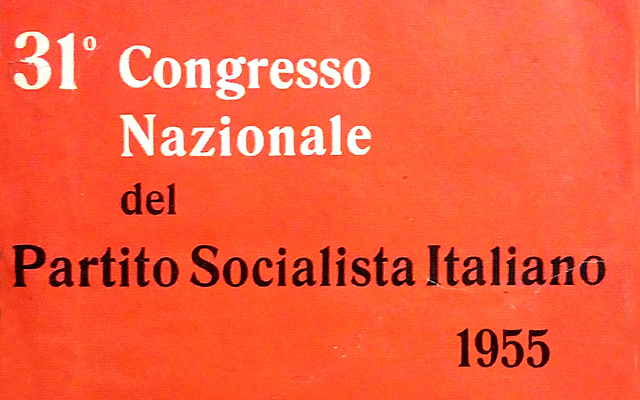 31° Congresso
Nazionale
del
Partito Socialista Italiano
1955